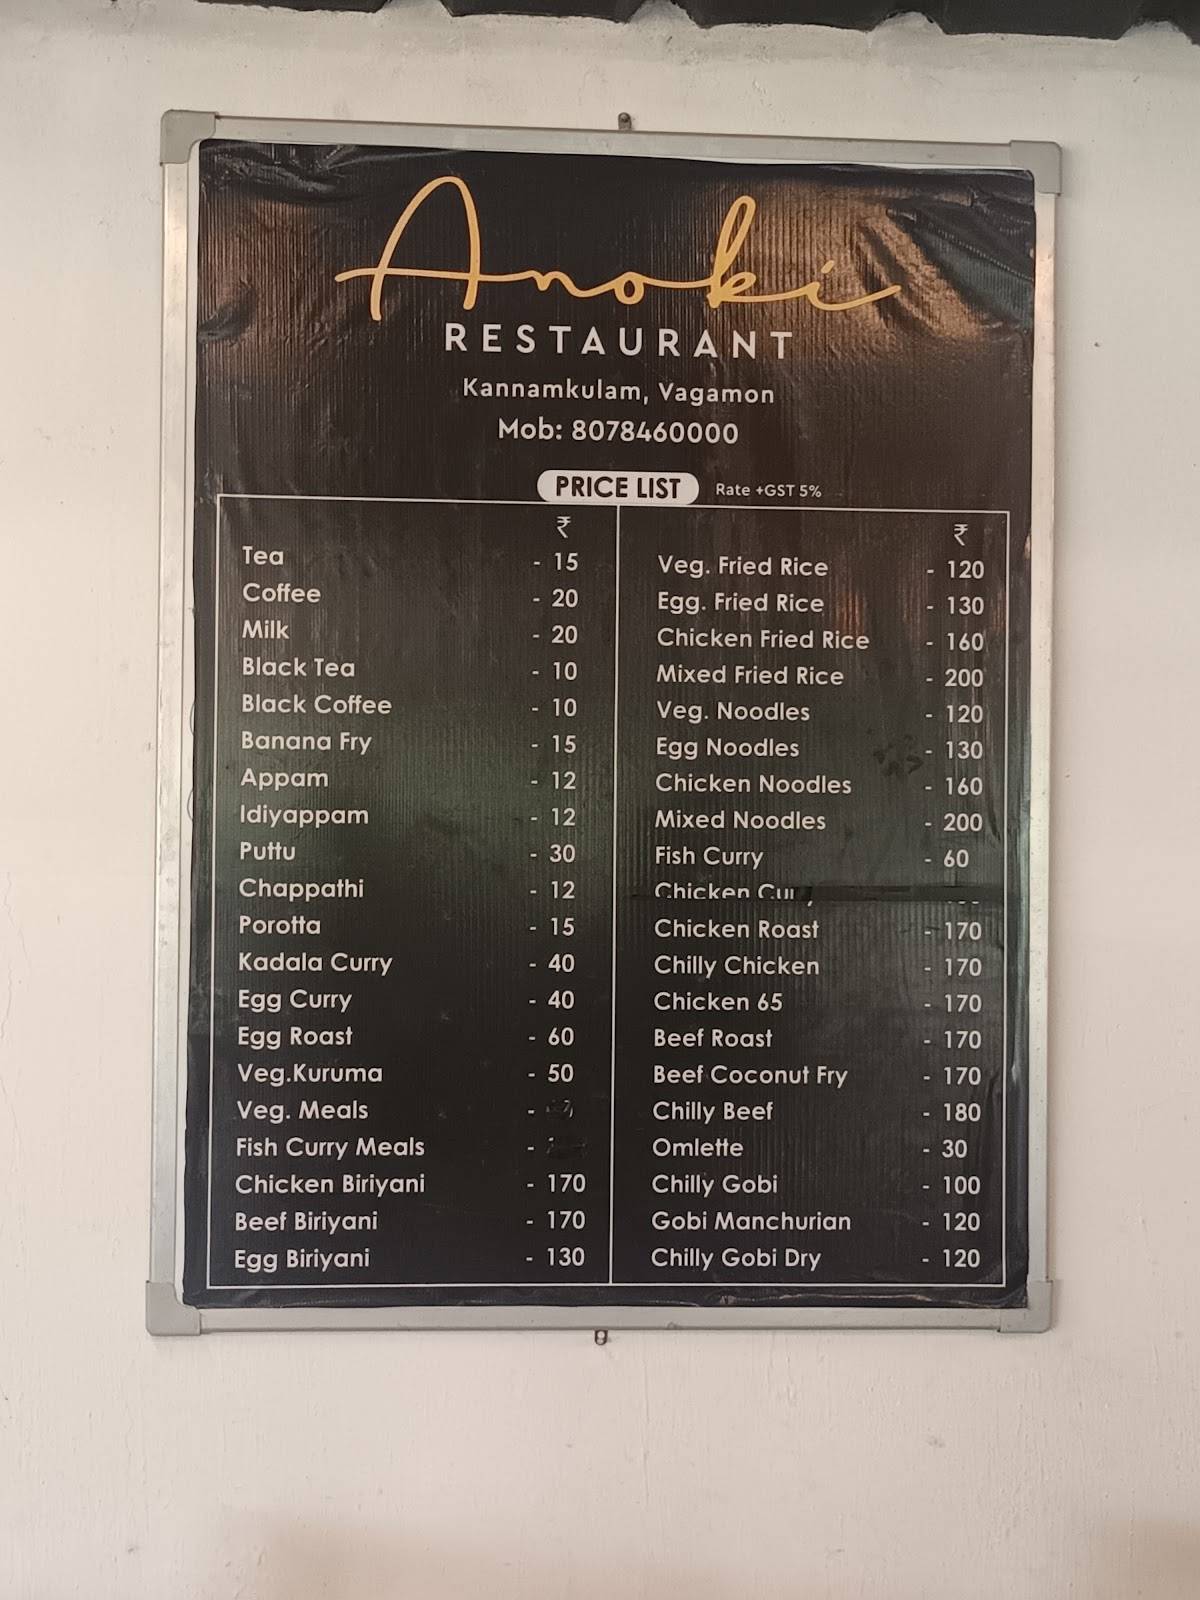 Anoki
RESTAURANT
Kannamkulam, Vagamon
Mob: 8078460000
PRICE LIST Rate +GST 5%
₹
Tea - 15
Coffee - 20
Milk - 20
Black Tea - 10
Black Coffee - 10
Banana Fry - 15
Appam - 12
Idiyappam - 12
Puttu - 30
Chappathi - 12
Porotta - 15
Kadala Curry - 40
Egg Curry - 40
Egg Roast - 60
Veg.Kuruma - 50
Veg. Meals -
Fish Curry Meals -
Chicken Biriyani - 170
Beef Biriyani - 170
Egg Biriyani - 130
₹
Veg. Fried Rice - 120
Egg. Fried Rice - 130
Chicken Fried Rice - 160
Mixed Fried Rice - 200
Veg. Noodles - 120
Egg Noodles - 130
Chicken Noodles - 160
Mixed Noodles - 200
Fish Curry - 60
Chicken Curry
Chicken Roast - 170
Chilly Chicken - 170
Chicken 65 - 170
Beef Roast - 170
Beef Coconut Fry - 170
Chilly Beef - 180
Omlette - 30
Chilly Gobi - 100
Gobi Manchurian - 120
Chilly Gobi Dry - 120